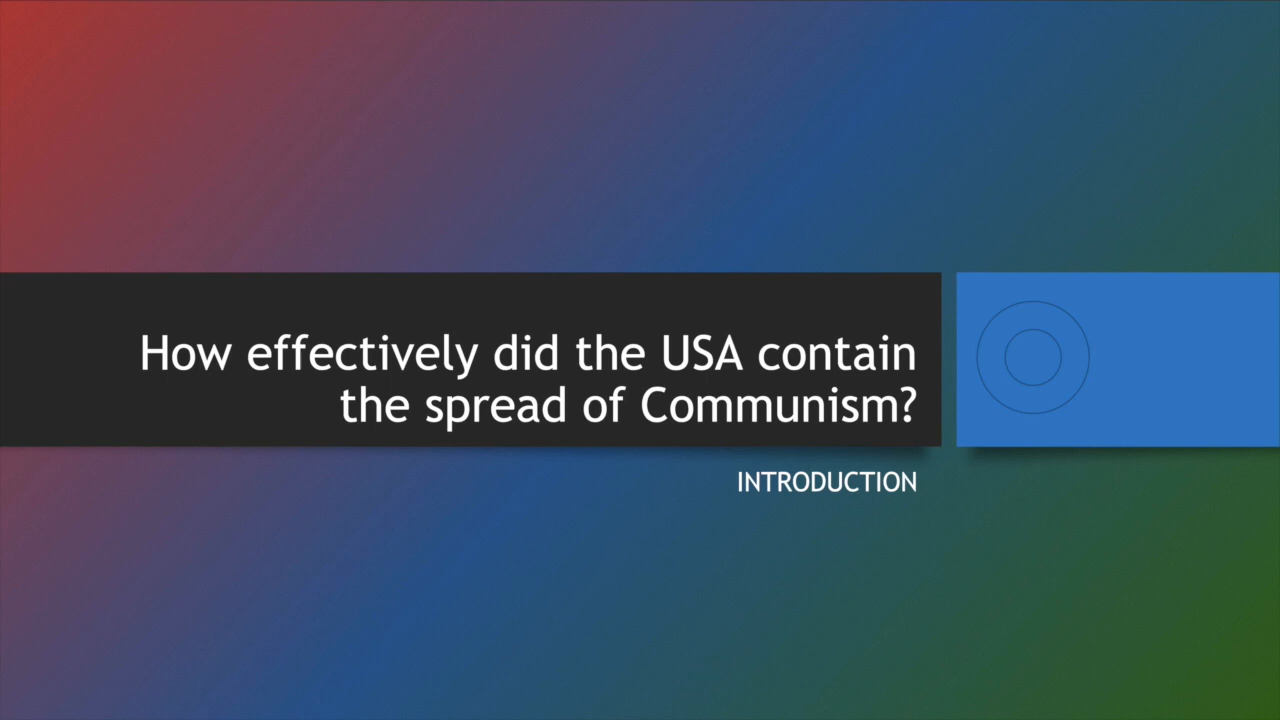 How effectively did the USA contain
the spread of Communism?
INTRODUCTION